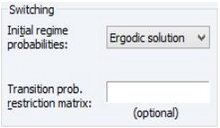 Switching
Initial regime
probabilities:
Ergodic solution
Transition prob.
restriction matrix:
(optional)